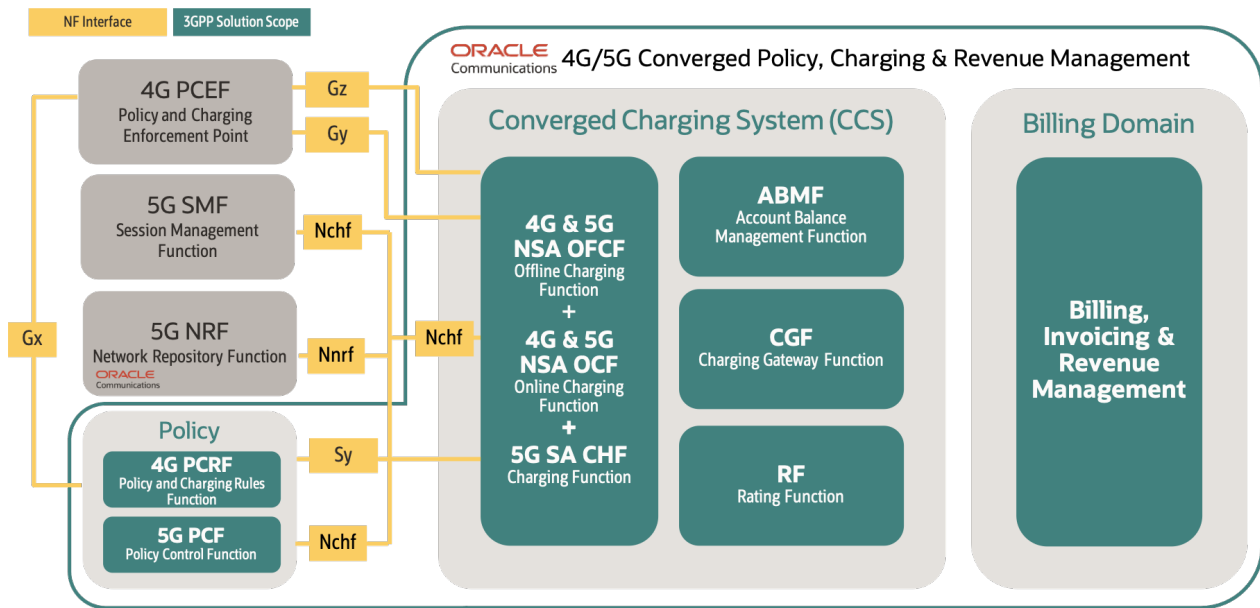 NF Interface
3GPP Solution Scope
ORACLE
Communications
4G/5G Converged Policy, Charging & Revenue Management
4G PCEF
Policy and Charging
Enforcement Point
Gz
Gy
5G SMF
Session Management
Function
Nchf
Gx
5G NRF
Network Repository Function
ORACLE
Communications
Nnrf
Nchf
Policy
4G PCRF
Policy and Charging Rules
Function
Sy
5G PCF
Policy Control Function
Nchf
Converged Charging System (CCS)
4G & 5G
NSA OFCF
Offline Charging
Function
+
4G & 5G
NSA OCF
Online Charging
Function
+
5G SA CHF
Charging Function
ABMF
Account Balance
Management Function
CGF
Charging Gateway Function
RF
Rating Function
Billing Domain
Billing,
Invoicing &
Revenue
Management